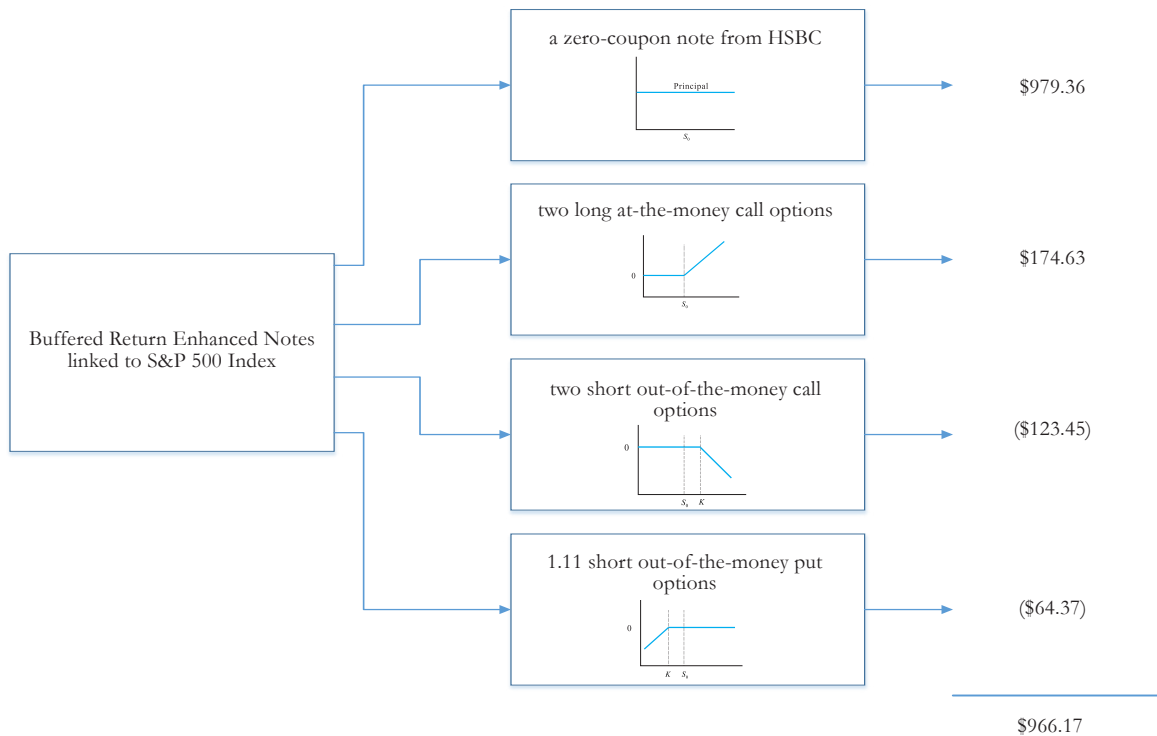 a zero-coupon note from HSBC
Principal
S₀
$979.36
two long at-the-money call options
0
S₀
$174.63
Buffered Return Enhanced Notes
linked to S&P 500 Index
two short out-of-the-money call
options
0
S₀ K
($123.45)
1.11 short out-of-the-money put
options
0
K S₀
($64.37)
$966.17